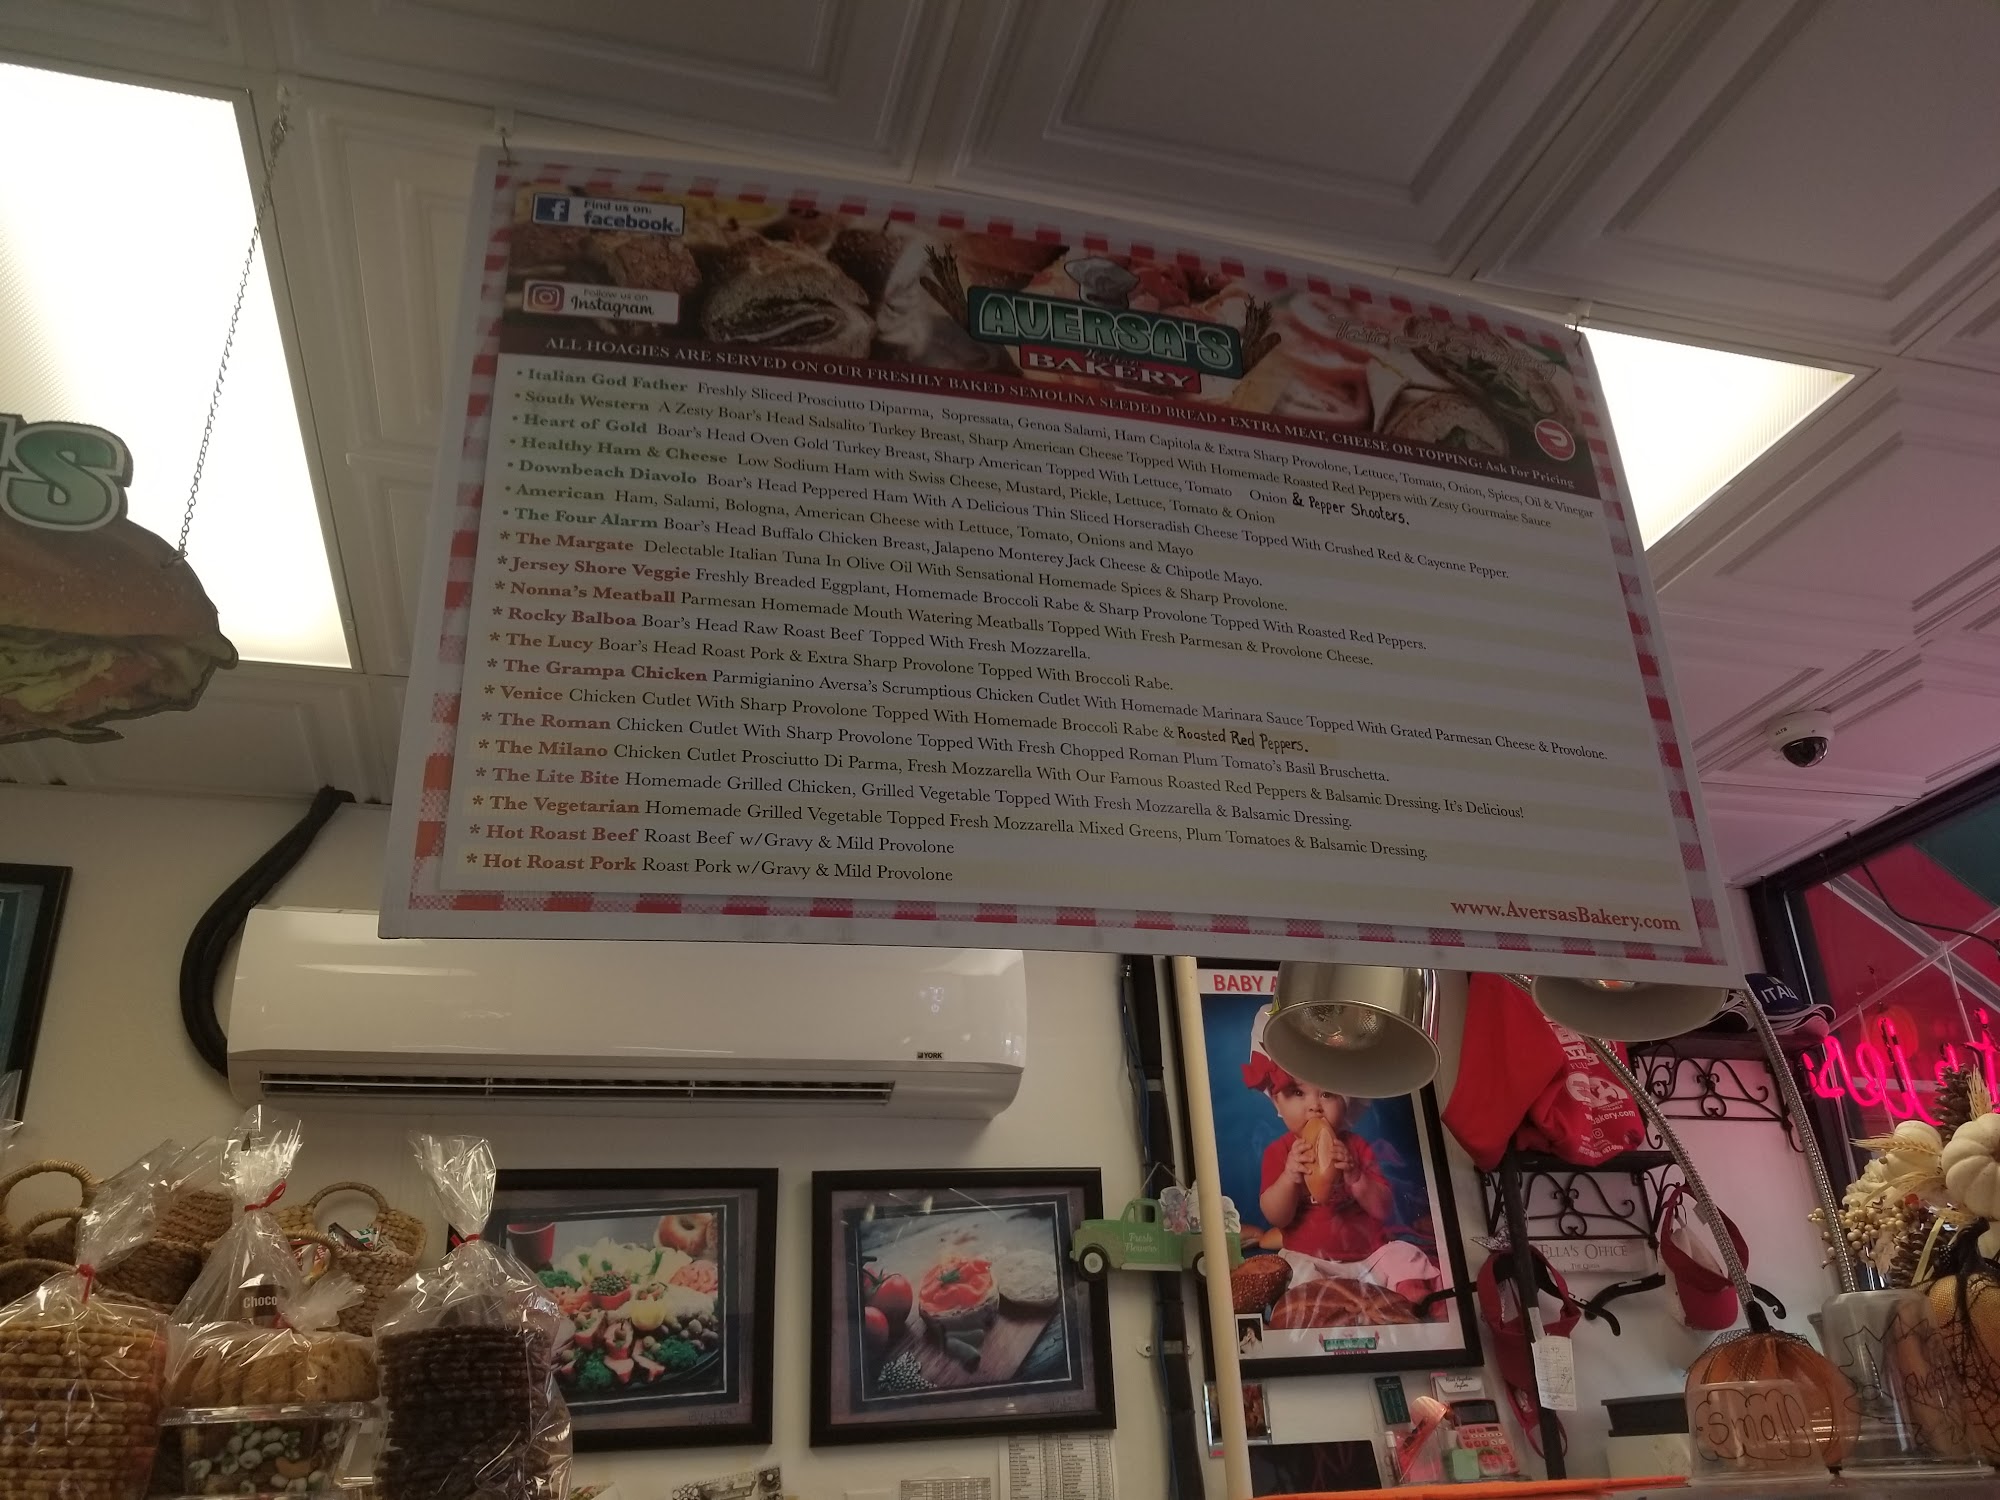 Find us on:
facebook
Follow us on
Instagram
AVERSA'S
Italian
BAKERY
ALL HOAGIES ARE SERVED ON OUR FRESHLY BAKED SEMOLINA SEEDED BREAD • EXTRA MEAT, CHEESE OR TOPPING: Ask For Pricing
• Italian God Father Freshly Sliced Prosciutto Diparma, Sopressata, Genoa Salami, Ham Capitola & Extra Sharp Provolone, Lettuce, Tomato, Onion, Spices, Oil & Vinegar
• South Western A Zesty Boar's Head Salsalito Turkey Breast, Sharp American Cheese Topped With Homemade Roasted Red Peppers with Zesty Gourmaise Sauce
• Heart of Gold Boar's Head Oven Gold Turkey Breast, Sharp American Topped With Lettuce, Tomato Onion & Pepper Shooters.
• Healthy Ham & Cheese Low Sodium Ham with Swiss Cheese, Mustard, Pickle, Lettuce, Tomato & Onion
• Downbeach Diavolo Boar's Head Peppered Ham With A Delicious Thin Sliced Horseradish Cheese Topped With Crushed Red & Cayenne Pepper.
• American Ham, Salami, Bologna, American Cheese with Lettuce, Tomato, Onions and Mayo
• The Four Alarm Boar's Head Buffalo Chicken Breast, Jalapeno Monterey Jack Cheese & Chipotle Mayo.
* The Margate Delectable Italian Tuna In Olive Oil With Sensational Homemade Spices & Sharp Provolone.
* Jersey Shore Veggie Freshly Breaded Eggplant, Homemade Broccoli Rabe & Sharp Provolone Topped With Roasted Red Peppers.
* Nonna's Meatball Parmesan Homemade Mouth Watering Meatballs Topped With Fresh Parmesan & Provolone Cheese.
* Rocky Balboa Boar's Head Raw Roast Beef Topped With Fresh Mozzarella.
* The Lucy Boar's Head Roast Pork & Extra Sharp Provolone Topped With Broccoli Rabe.
* The Grampa Chicken Parmigianino Aversa's Scrumptious Chicken Cutlet With Homemade Marinara Sauce Topped With Grated Parmesan Cheese & Provolone.
* Venice Chicken Cutlet With Sharp Provolone Topped With Homemade Broccoli Rabe & Roasted Red Peppers.
* The Roman Chicken Cutlet With Sharp Provolone Topped With Fresh Chopped Roman Plum Tomato's Basil Bruschetta.
* The Milano Chicken Cutlet Prosciutto Di Parma, Fresh Mozzarella With Our Famous Roasted Red Peppers & Balsamic Dressing. It's Delicious!
* The Lite Bite Homemade Grilled Chicken, Grilled Vegetable Topped With Fresh Mozzarella & Balsamic Dressing.
* The Vegetarian Homemade Grilled Vegetable Topped Fresh Mozzarella Mixed Greens, Plum Tomatoes & Balsamic Dressing.
* Hot Roast Beef Roast Beef w/Gravy & Mild Provolone
* Hot Roast Pork Roast Pork w/Gravy & Mild Provolone
www.AversasBakery.com
'S
YORK
BABY
ITAL
Fresh
Flowers
ELLA'S OFFICE
Choco
Small